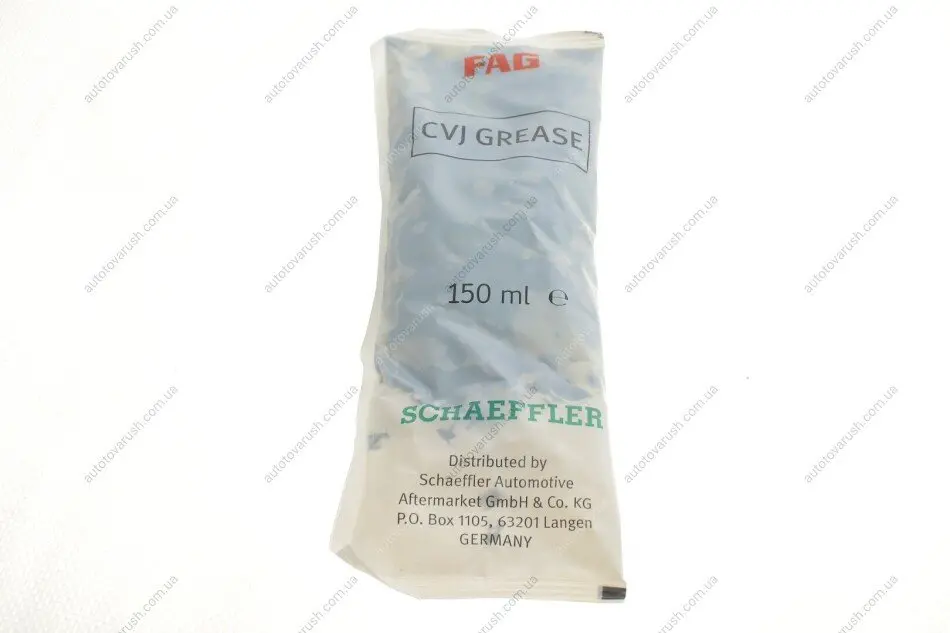 FAG
CVJ GREASE
150 ml ℮
SCHAEFFLER
Distributed by
Schaeffler Automotive
Aftermarket GmbH & Co. KG
P.O. Box 1105, 63201 Langen
GERMANY
autotovarush.com.ua